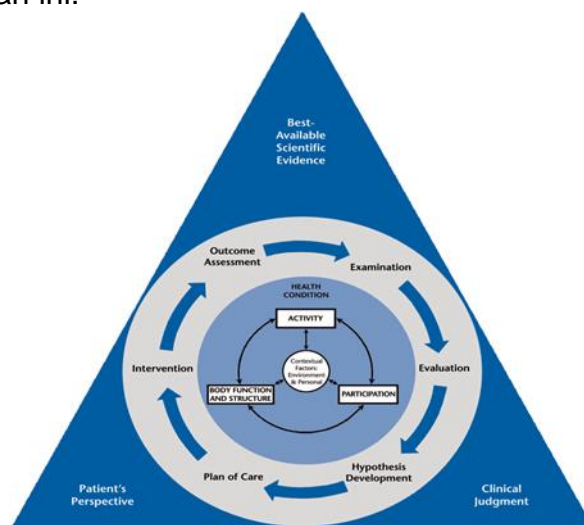 an ini.
Best-
Available
Scientific
Evidence
Outcome
Assessment
Examination
HEALTH
CONDITION
ACTIVITY
Contextual
Factors:
Environment
& Personal
Intervention
Evaluation
BODY FUNCTION
AND STRUCTURE
PARTICIPATION
Plan of Care
Hypothesis
Development
Patient's
Perspective
Clinical
Judgment